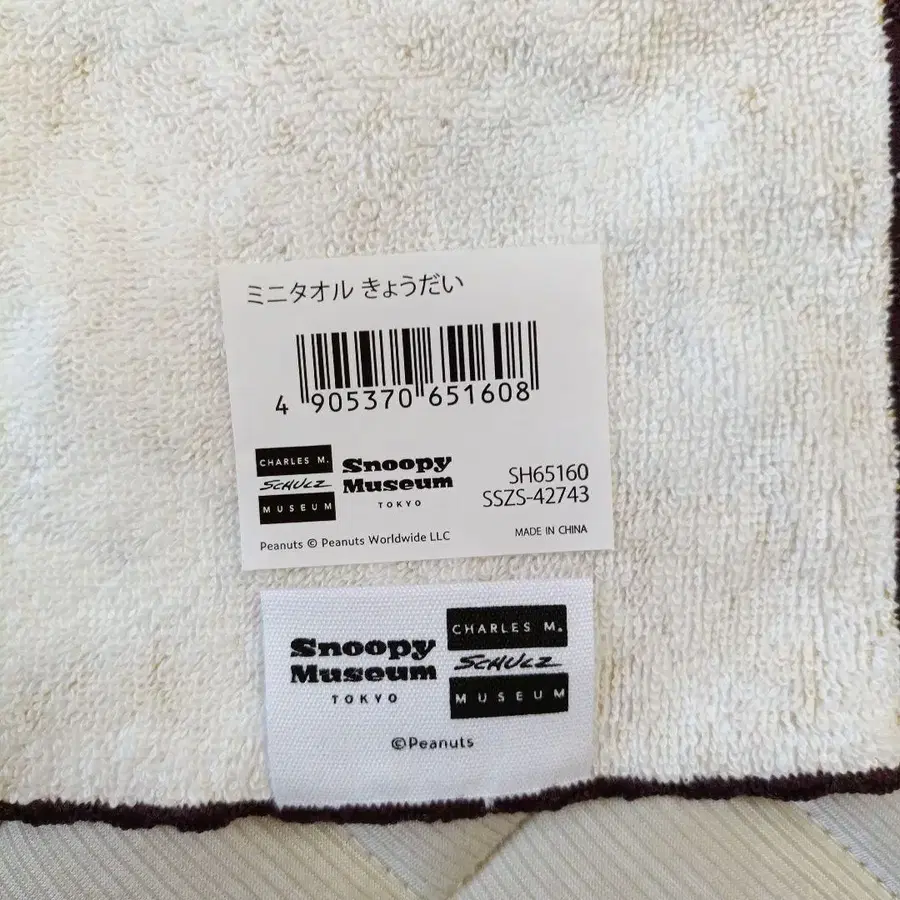 ミニタオル きょうだい
4 905370 651608
CHARLES M.
SCHULZ
MUSEUM
Snoopy
Museum
TOKYO
SH65160
SSZS-42743
Peanuts © Peanuts Worldwide LLC
MADE IN CHINA
Snoopy
Museum
TOKYO
CHARLES M.
SCHULZ
MUSEUM
©Peanuts